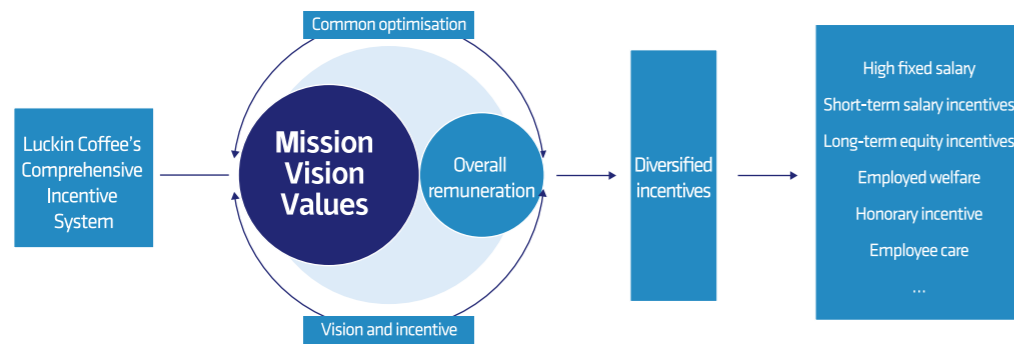 Common optimisation
Luckin Coffee's
Comprehensive
Incentive
System
Mission
Vision
Values
Overall
remuneration
Vision and incentive
Diversified
incentives
High fixed salary
Short-term salary incentives
Long-term equity incentives
Employed welfare
Honorary incentive
Employee care
...